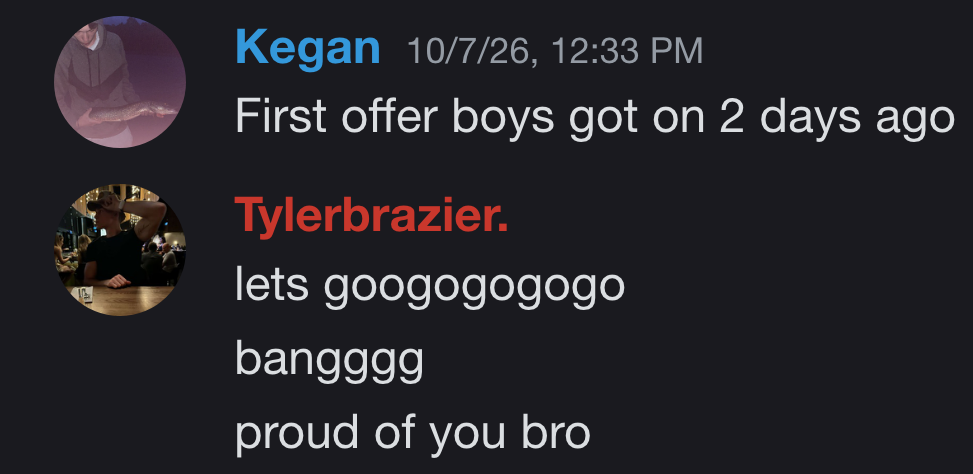 Kegan 10/7/26, 12:33 PM
First offer boys got on 2 days ago
Tylerbrazier.
lets googogogogo
bangggg
proud of you bro